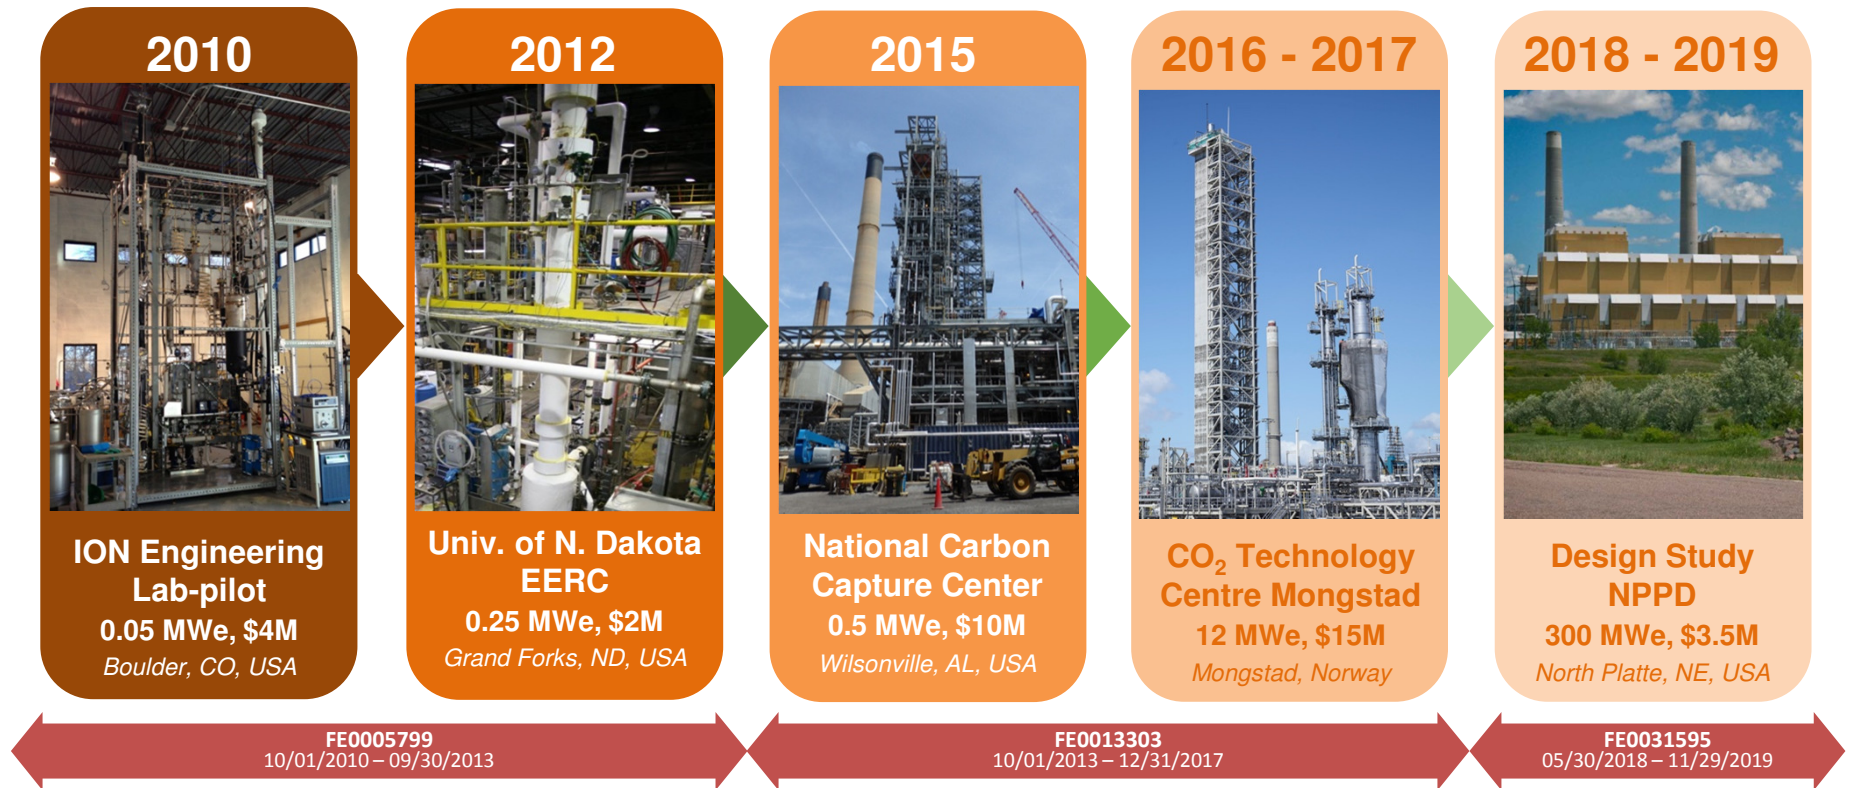 2010
ION Engineering
Lab-pilot
0.05 MWe, $4M
Boulder, CO, USA
2012
Univ. of N. Dakota
EERC
0.25 MWe, $2M
Grand Forks, ND, USA
2015
National Carbon
Capture Center
0.5 MWe, $10M
Wilsonville, AL, USA
2016 - 2017
CO₂ Technology
Centre Mongstad
12 MWe, $15M
Mongstad, Norway
2018 - 2019
Design Study
NPPD
300 MWe, $3.5M
North Platte, NE, USA
FE0005799
10/01/2010 – 09/30/2013
FE0013303
10/01/2013 – 12/31/2017
FE0031595
05/30/2018 – 11/29/2019